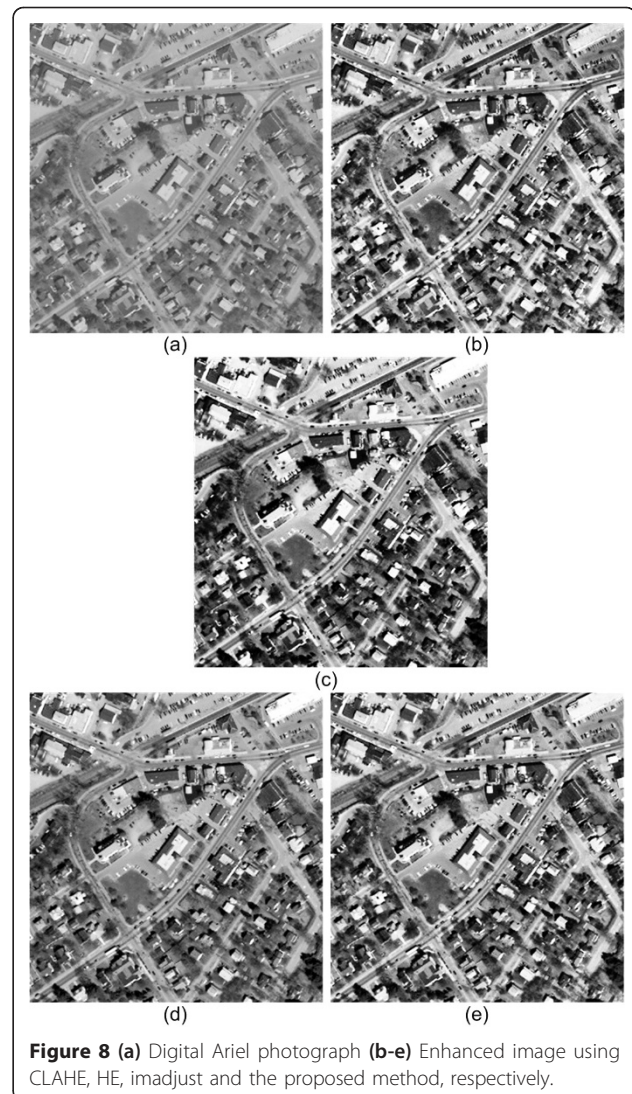 (a)
(b)
(c)
(d)
(e)
Figure 8 (a) Digital Ariel photograph (b-e) Enhanced image using
CLAHE, HE, imadjust and the proposed method, respectively.